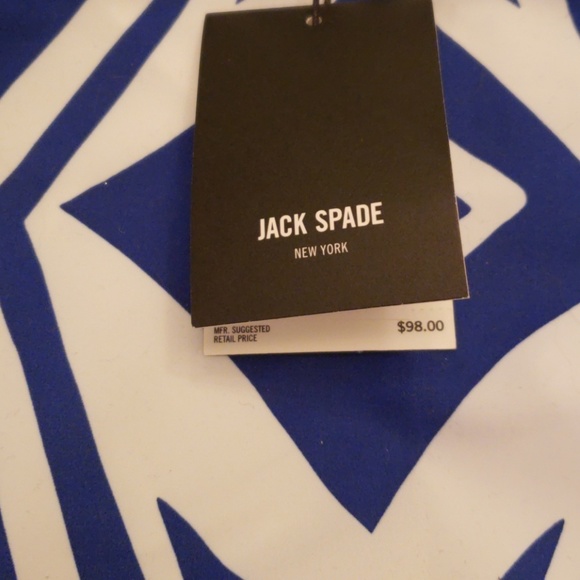 JACK SPADE
NEW YORK
MFR. SUGGESTED
RETAIL PRICE
$98.00